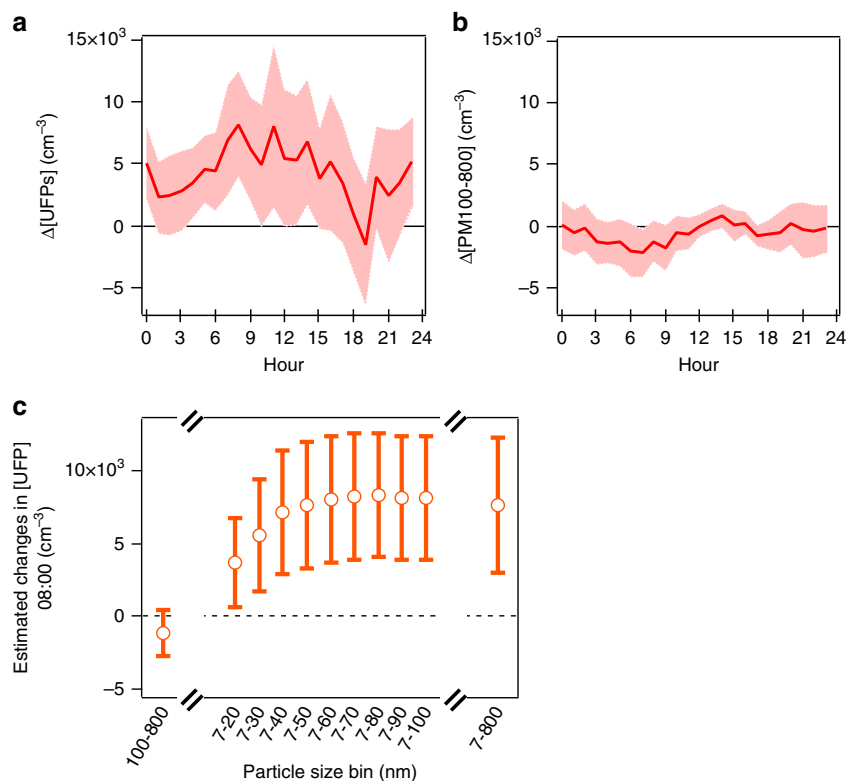 a
15×10³
10
5
0
−5
Δ[UFPs] (cm⁻³)
0 3 6 9 12 15 18 21 24
Hour
b
15×10³
10
5
0
−5
Δ[PM100-800] (cm⁻³)
0 3 6 9 12 15 18 21 24
Hour
c
10×10³
5
0
−5
Estimated changes in [UFP]
08:00 (cm⁻³)
100-800 7-20 7-30 7-40 7-50 7-60 7-70 7-80 7-90 7-100 7-800
Particle size bin (nm)